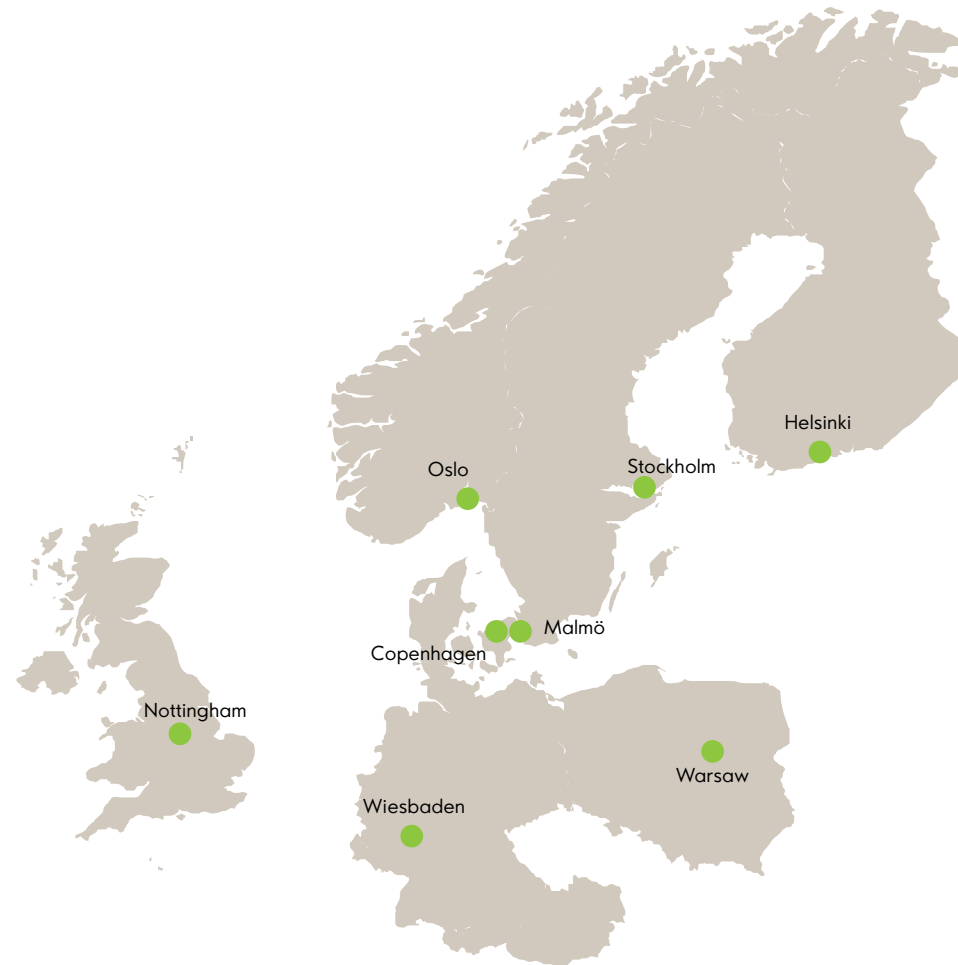 Helsinki
Oslo
Stockholm
Malmö
Copenhagen
Nottingham
Warsaw
Wiesbaden